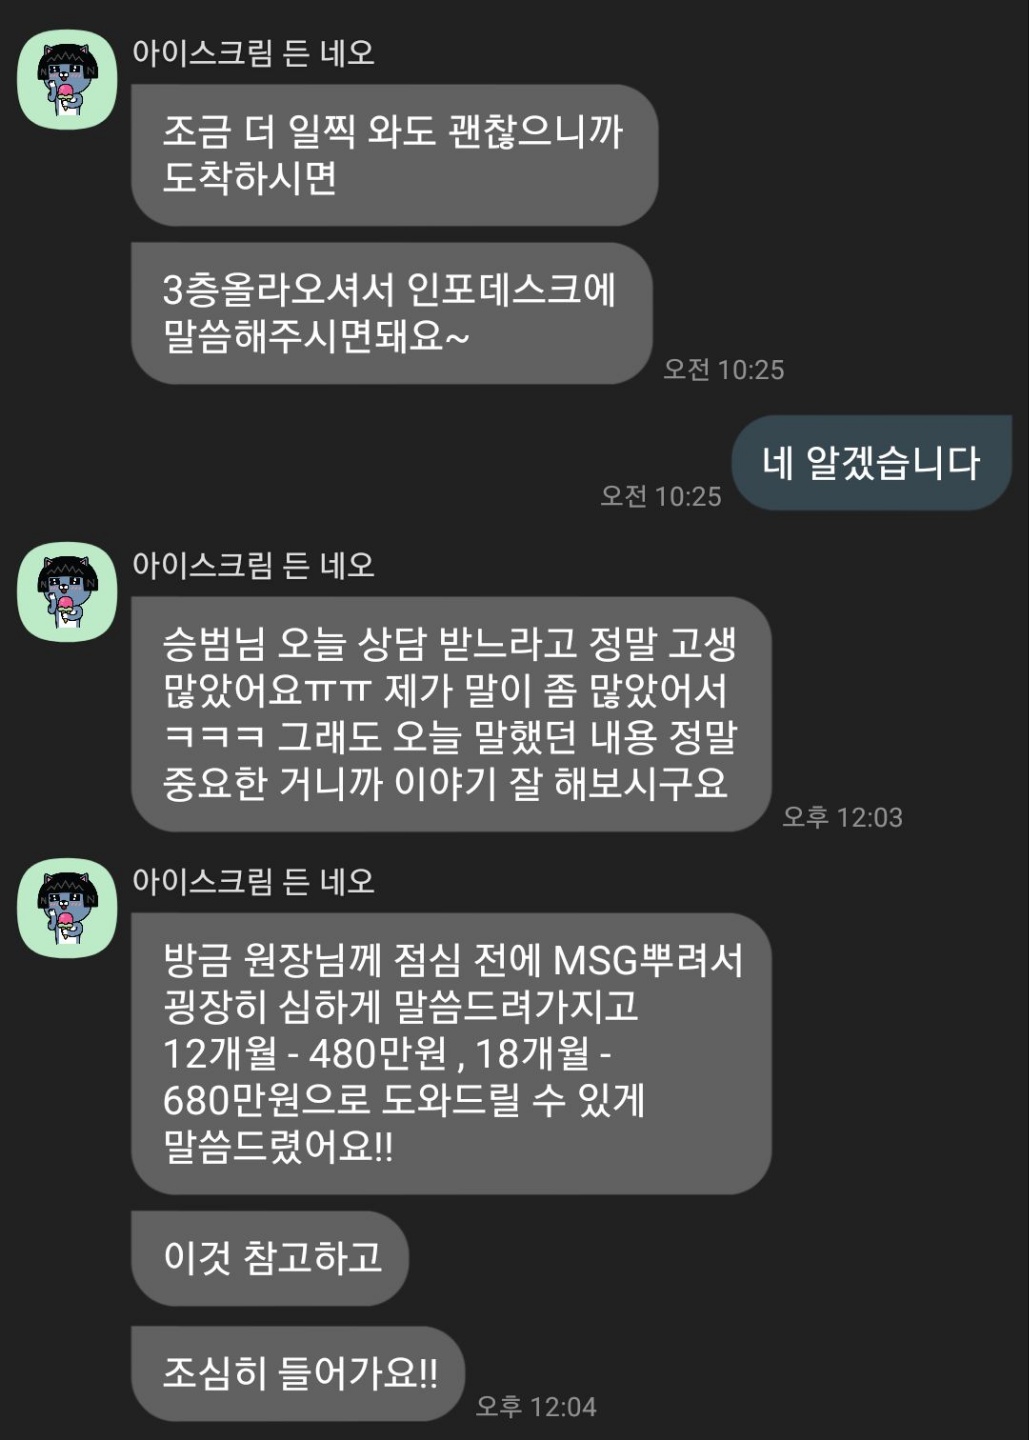 아이스크림 든 네오
조금 더 일찍 와도 괜찮으니까
도착하시면
3층올라오셔서 인포데스크에
말씀해주시면돼요~
오전 10:25
네 알겠습니다
오전 10:25
아이스크림 든 네오
승범님 오늘 상담 받느라고 정말 고생
많았어요ㅠㅠ 제가 말이 좀 많았어서
ㅋㅋㅋ 그래도 오늘 말했던 내용 정말
중요한 거니까 이야기 잘 해보시구요
오후 12:03
아이스크림 든 네오
방금 원장님께 점심 전에 MSG뿌려서
굉장히 심하게 말씀드려가지고
12개월 - 480만원 , 18개월 -
680만원으로 도와드릴 수 있게
말씀드렸어요!!
이것 참고하고
조심히 들어가요!!
오후 12:04